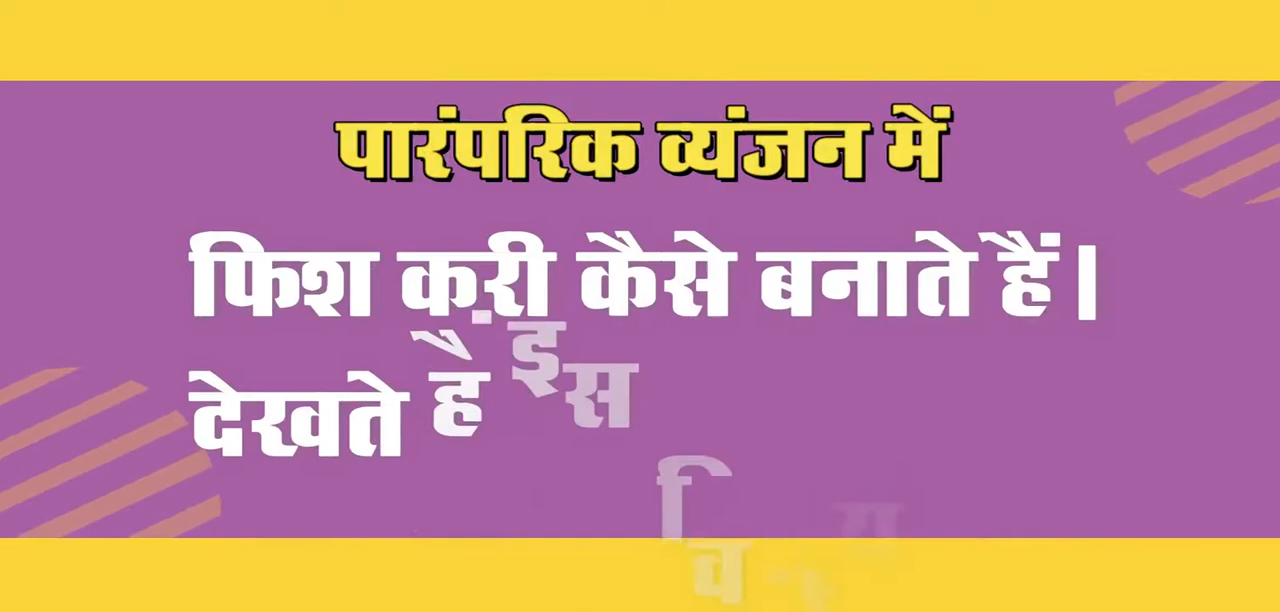 पारंपरिक व्यंजन में
फिश करी कैसे बनाते हैं।
देखते हैं इस